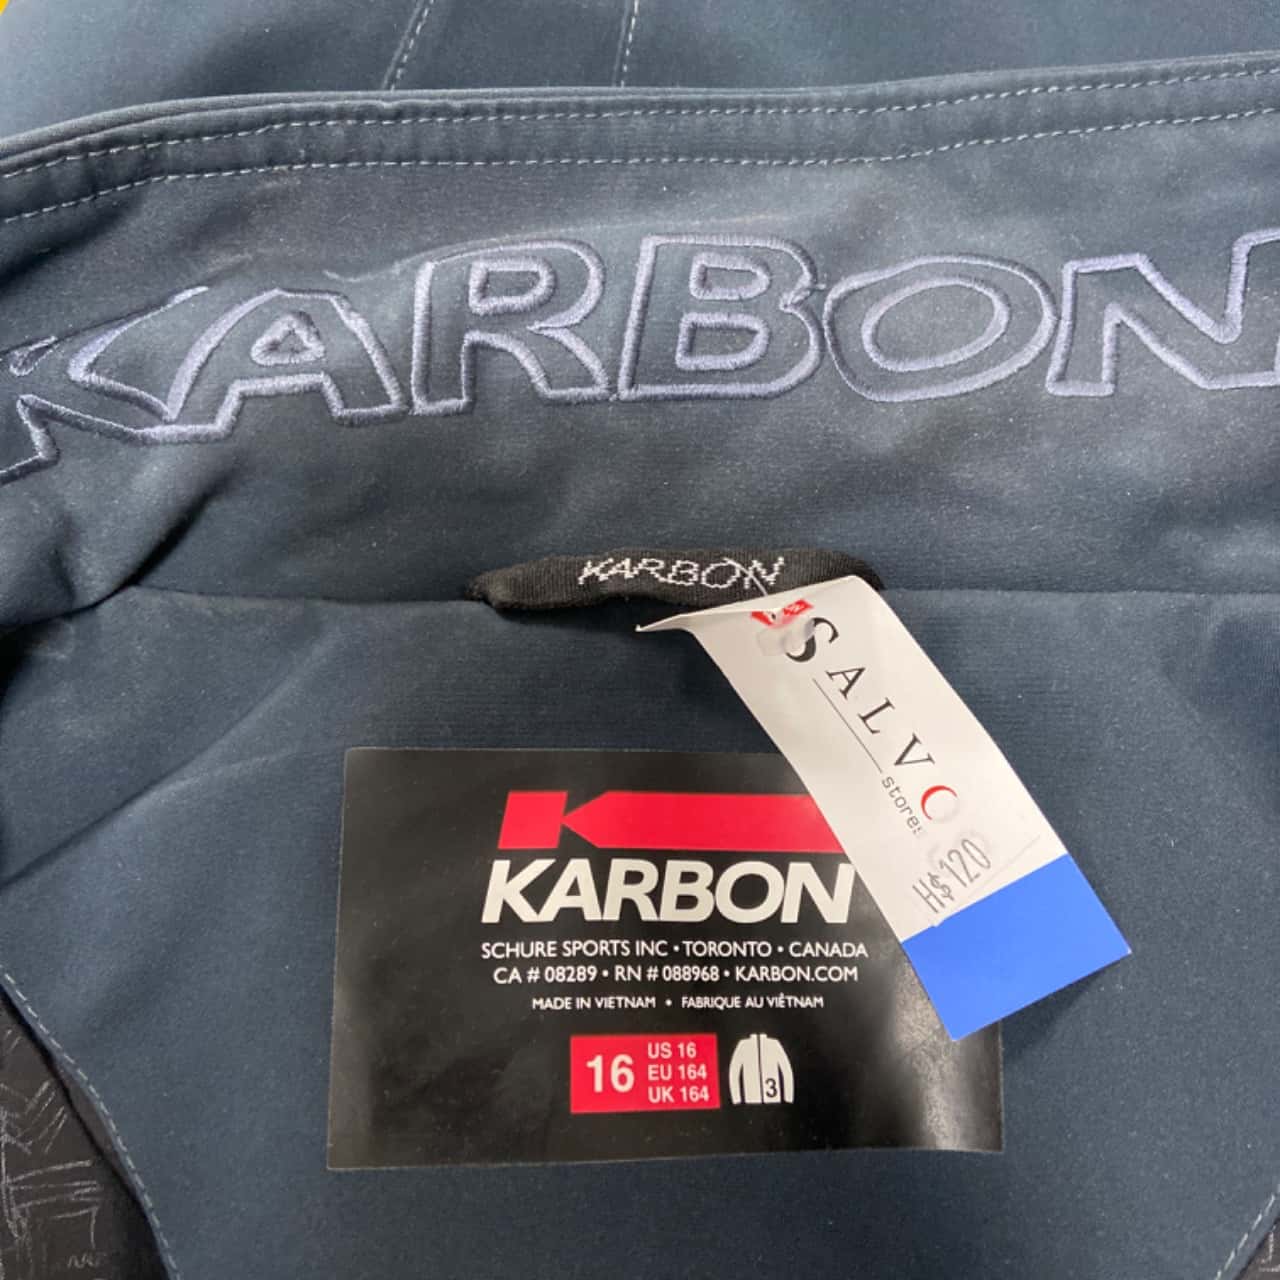 KARBON
KARBON
SALVO
stores
H$120
KARBON
SCHURE SPORTS INC • TORONTO • CANADA
CA # 08289 • RN # 088968 • KARBON.COM
MADE IN VIETNAM • FABRIQUE AU VIÊTNAM
16
US 16
EU 164
UK 164
3